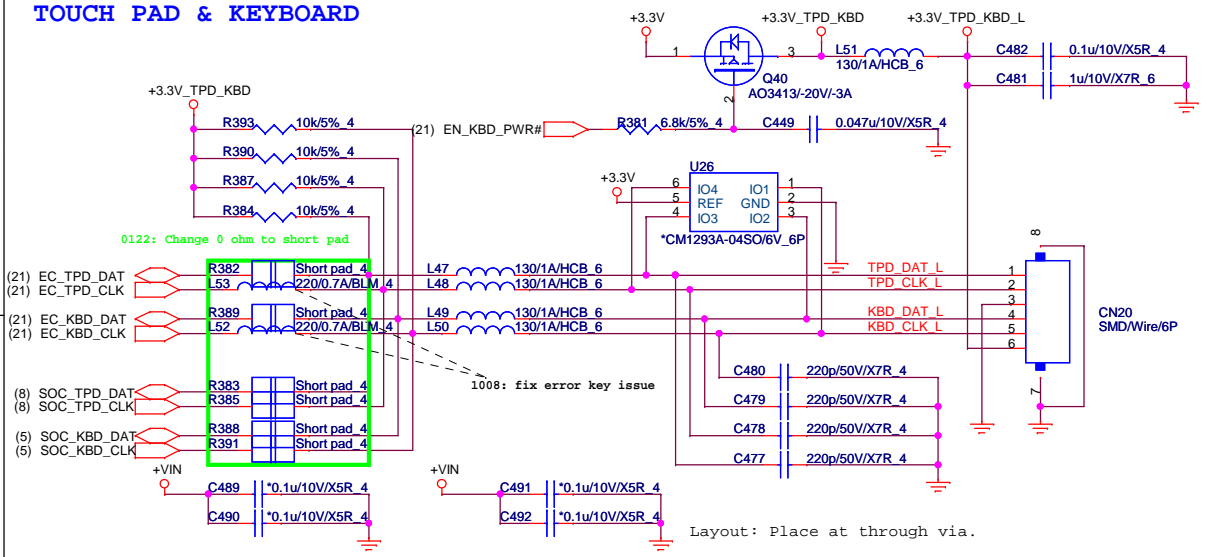 TOUCH PAD & KEYBOARD
+3.3V
+3.3V_TPD_KBD
+3.3V_TPD_KBD_L
1
3
L51
130/1A/HCB_6
C482
0.1u/10V/X5R_4
C481
1u/10V/X7R_6
Q40
AO3413/-20V/-3A
2
+3.3V_TPD_KBD
R393
10k/5%_4
R390
10k/5%_4
R387
10k/5%_4
R384
10k/5%_4
(21) EN_KBD_PWR#
R381
6.8k/5%_4
C449
0.047u/10V/X5R_4
+3.3V
U26
6
IO4
IO1
1
5
REF
GND
2
4
IO3
IO2
3
*CM1293A-04SO/6V_6P
0122: Change 0 ohm to short pad
(21) EC_TPD_DAT
R382
Short pad_4
L47
130/1A/HCB_6
TPD_DAT_L
(21) EC_TPD_CLK
L53
220/0.7A/BLM_4
L48
130/1A/HCB_6
TPD_CLK_L
(21) EC_KBD_DAT
R389
Short pad_4
L49
130/1A/HCB_6
KBD_DAT_L
(21) EC_KBD_CLK
L52
220/0.7A/BLM_4
L50
130/1A/HCB_6
KBD_CLK_L
8
1
2
3
4
5
6
7
CN20
SMD/Wire/6P
1008: fix error key issue
(8) SOC_TPD_DAT
R383
Short pad_4
(8) SOC_TPD_CLK
R385
Short pad_4
(5) SOC_KBD_DAT
R388
Short pad_4
(5) SOC_KBD_CLK
R391
Short pad_4
C480
220p/50V/X7R_4
C479
220p/50V/X7R_4
C478
220p/50V/X7R_4
C477
220p/50V/X7R_4
+VIN
C489
*0.1u/10V/X5R_4
C490
*0.1u/10V/X5R_4
+VIN
C491
*0.1u/10V/X5R_4
C492
*0.1u/10V/X5R_4
Layout: Place at through via.